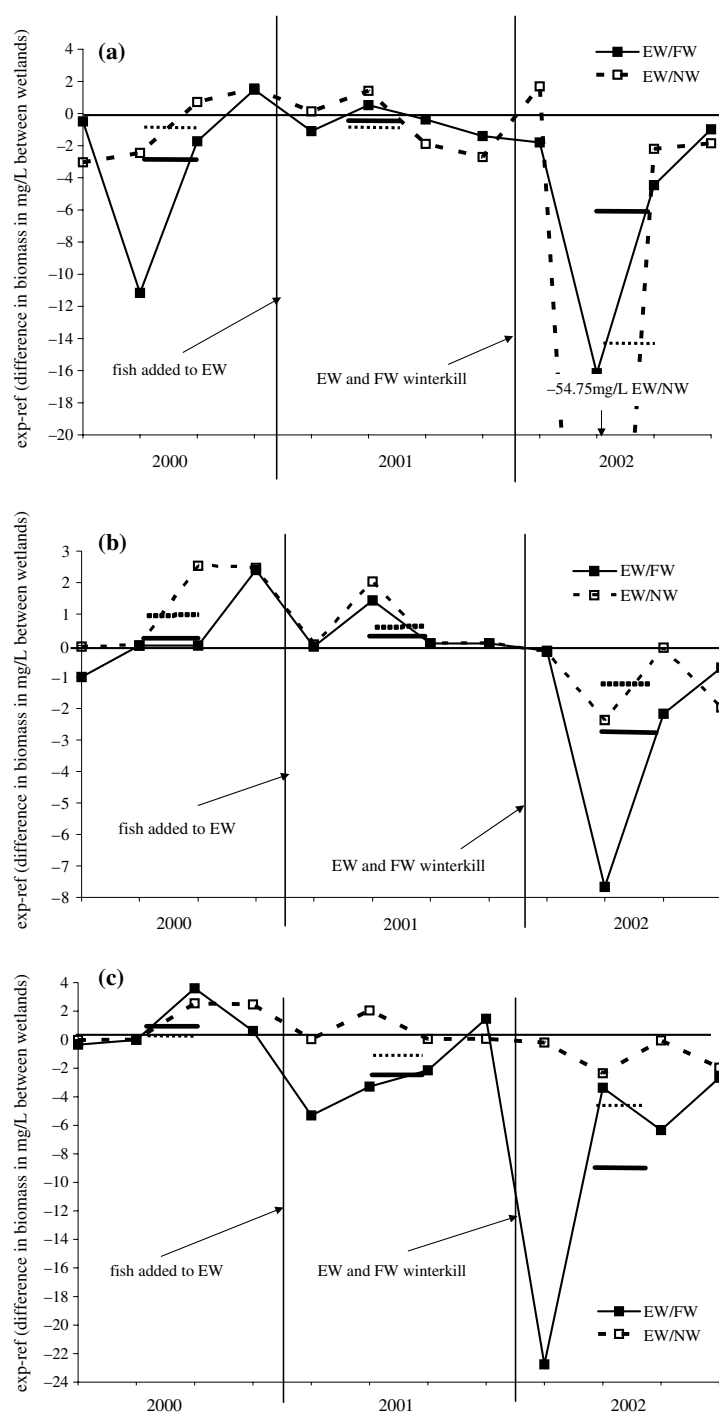 (a)
EW/FW
EW/NW
exp-ref (difference in biomass in mg/L between wetlands)
4
2
0
−2
−4
−6
−8
−10
−12
−14
−16
−18
−20
fish added to EW
EW and FW winterkill
−54.75mg/L EW/NW
2000
2001
2002
(b)
EW/FW
EW/NW
exp-ref (difference in biomass in mg/L between wetlands)
3
2
1
0
−1
−2
−3
−4
−5
−6
−7
−8
fish added to EW
EW and FW winterkill
2000
2001
2002
(c)
exp-ref (difference in biomass in mg/L between wetlands)
4
2
0
−2
−4
−6
−8
−10
−12
−14
−16
−18
−20
−22
−24
fish added to EW
EW and FW winterkill
EW/FW
EW/NW
2000
2001
2002